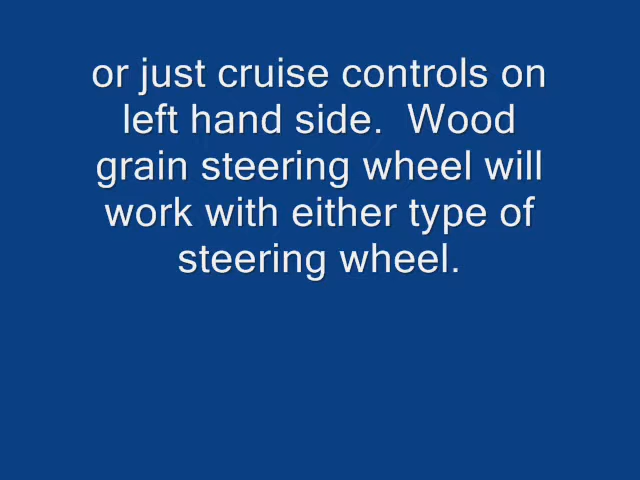 or just cruise controls on
left hand side.  Wood
grain steering wheel will
work with either type of
steering wheel.